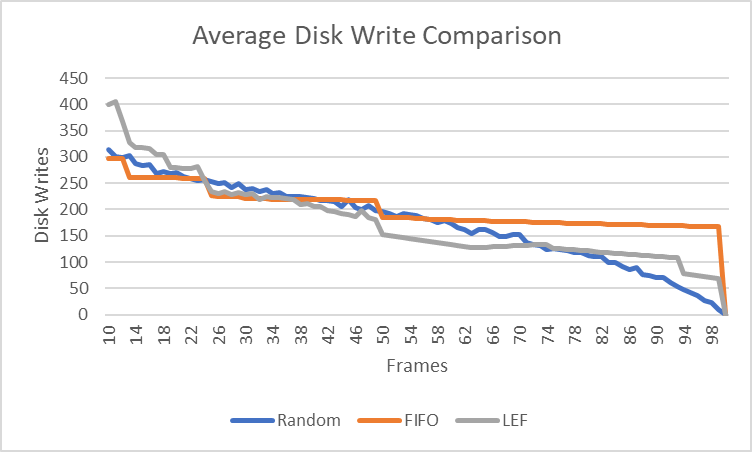 Average Disk Write Comparison
450
400
350
300
250
200
150
100
50
0
Disk Writes
10 14 18 22 26 30 34 38 42 46 50 54 58 62 66 70 74 78 82 86 90 94 98
Frames
Random FIFO LEF